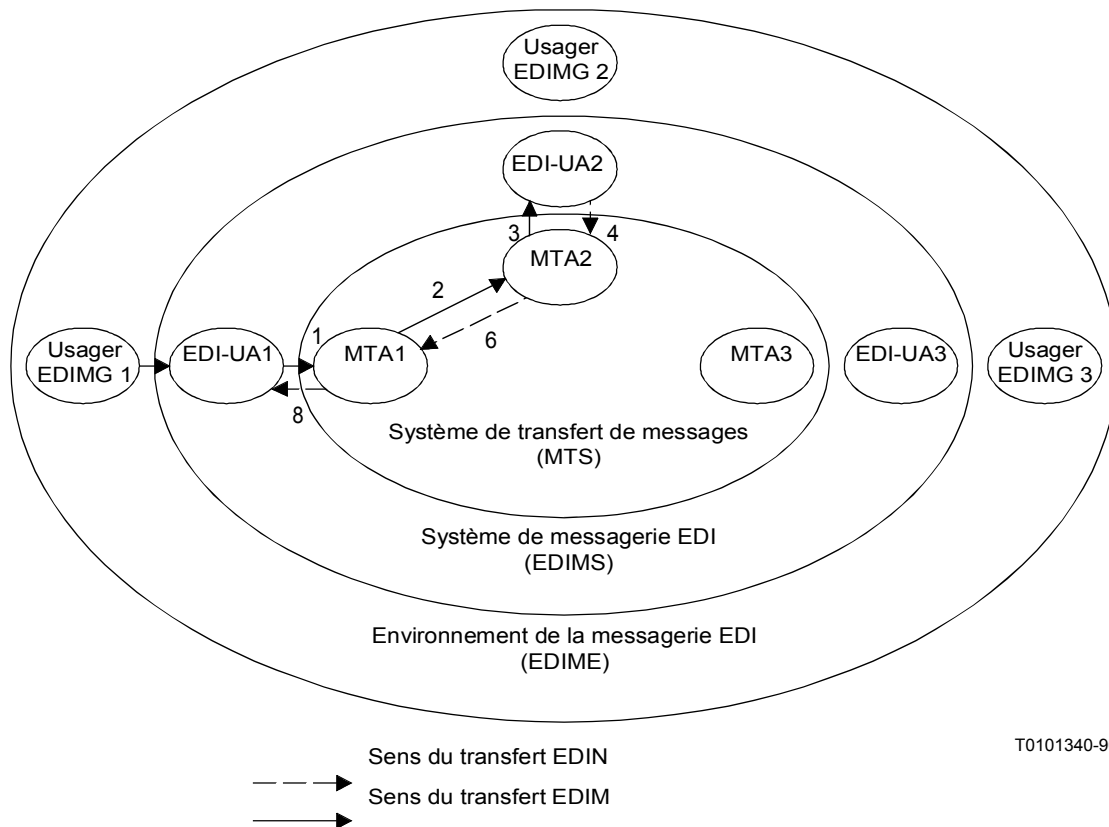 Usager
EDIMG 2
EDI-UA2
3
4
MTA2
2
6
Usager
EDIMG 1
EDI-UA1
1
MTA1
8
MTA3
EDI-UA3
Usager
EDIMG 3
Système de transfert de messages
(MTS)
Système de messagerie EDI
(EDIMS)
Environnement de la messagerie EDI
(EDIME)
T0101340-9
Sens du transfert EDIN
Sens du transfert EDIM